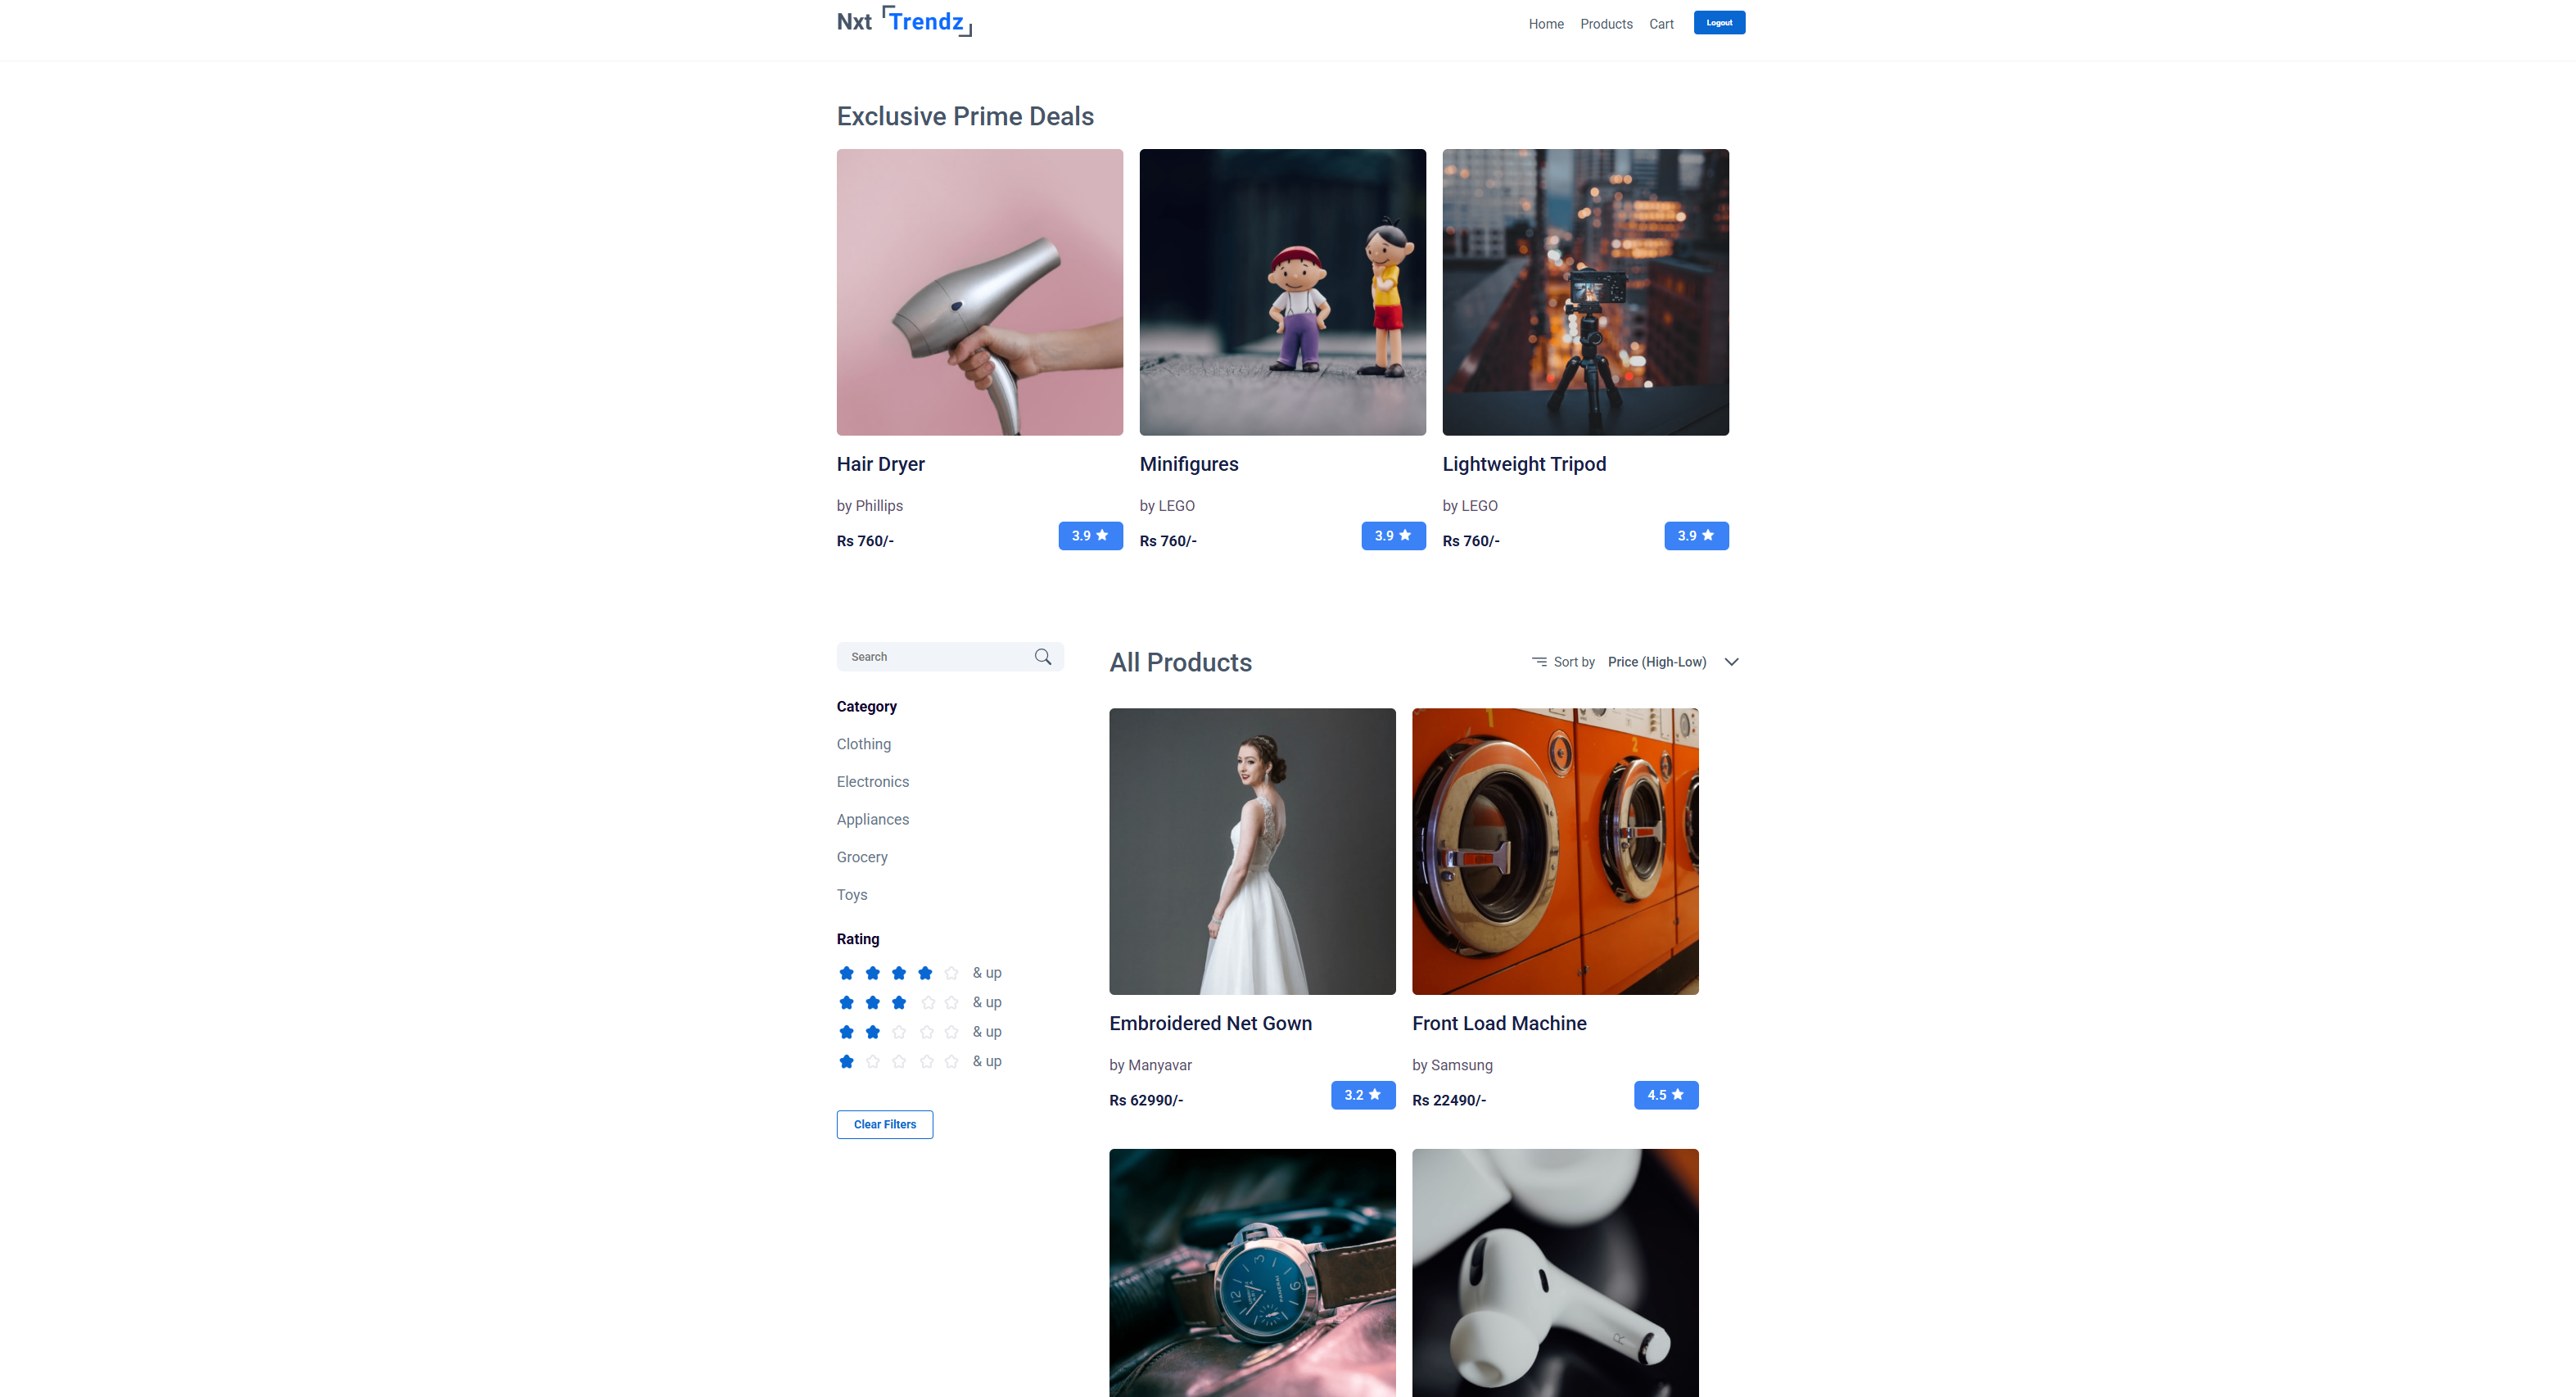 Nxt Trendz
Home Products Cart Logout
Exclusive Prime Deals
Hair Dryer
by Phillips
Rs 760/-
3.9
Minifigures
by LEGO
Rs 760/-
3.9
Lightweight Tripod
by LEGO
Rs 760/-
3.9
Search
Category
Clothing
Electronics
Appliances
Grocery
Toys
Rating
& up
& up
& up
& up
Clear Filters
All Products
Sort by Price (High-Low)
1
2
Embroidered Net Gown
by Manyavar
Rs 62990/-
3.2
Front Load Machine
by Samsung
Rs 22490/-
4.5
R